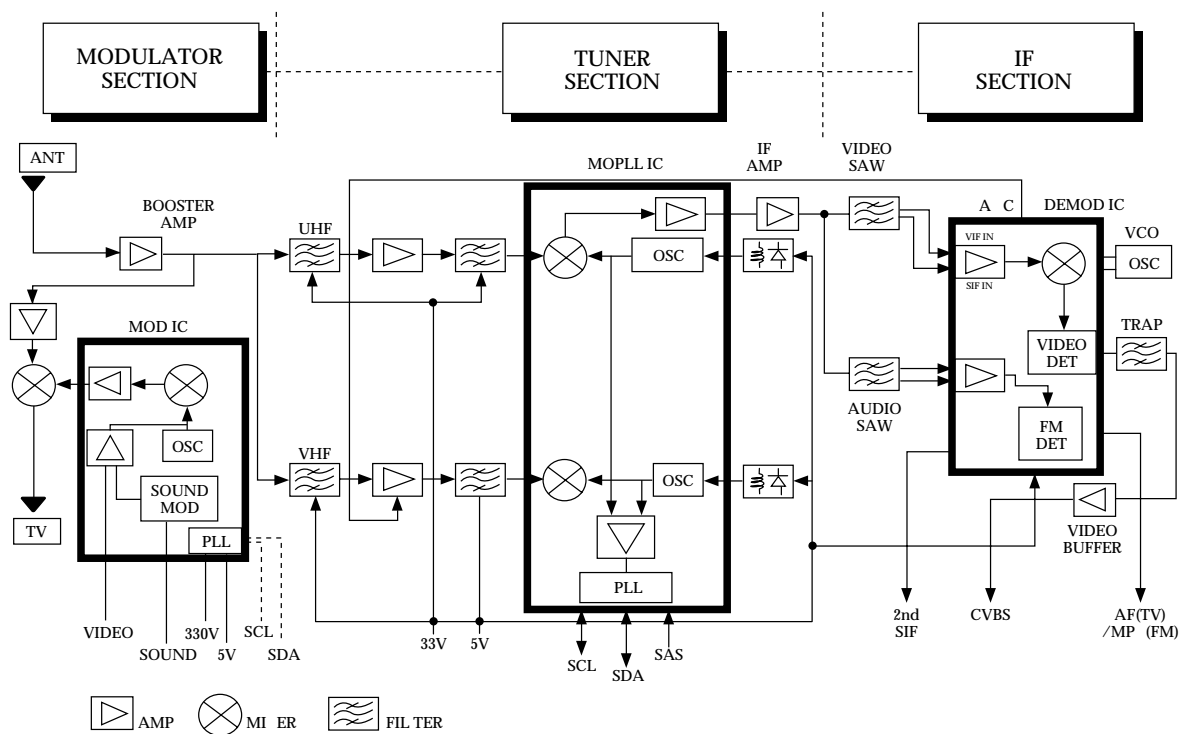 MODULATOR
SECTION
TUNER
SECTION
IF
SECTION
ANT
BOOSTER
AMP
MOPLL IC
IF
AMP
VIDEO
SAW
UHF
A C
DEMOD IC
VCO
OSC
VIF IN
SIF IN
OSC
MOD IC
VIDEO
DET
TRAP
AUDIO
SAW
FM
DET
OSC
VHF
OSC
SOUND
MOD
TV
PLL
PLL
VIDEO
BUFFER
VIDEO
SOUND
330V
5V
SCL
SDA
33V
5V
SCL
SDA
SAS
2nd
SIF
CVBS
AF(TV)
/MP (FM)
AMP
MI ER
FIL TER